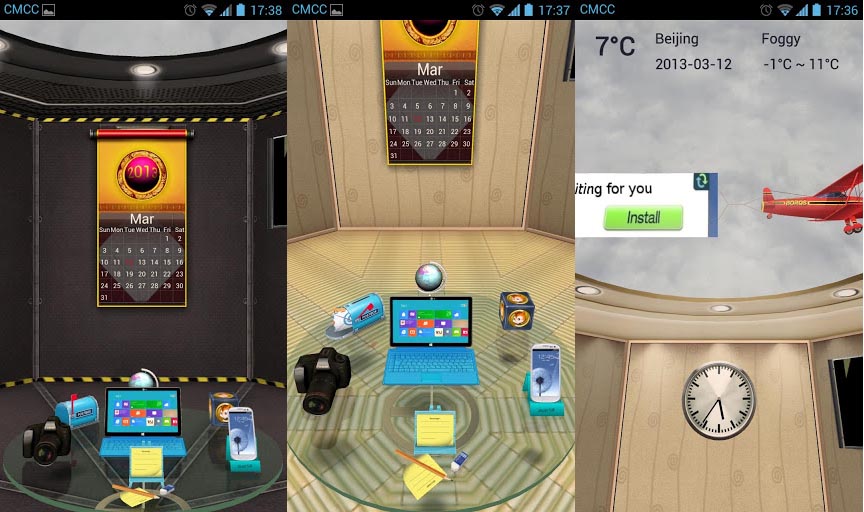 CMCC
17:38
2013
Mar
Sun Mon Tue Wed Thu Fri Sat
1 2
3 4 5 6 7 8 9
10 11 12 13 14 15 16
17 18 19 20 21 22 23
24 25 26 27 28 29 30
31
CMCC
17:37
Mar
Sun Mon Tue Wed Thu Fri Sat
1 2
3 4 5 6 7 8 9
10 11 12 13 14 15 16
17 18 19 20 21 22 23
24 25 26 27 28 29 30
31
CMCC
17:36
7°C
Beijing
Foggy
2013-03-12
-1°C ~ 11°C
iting for you
Install